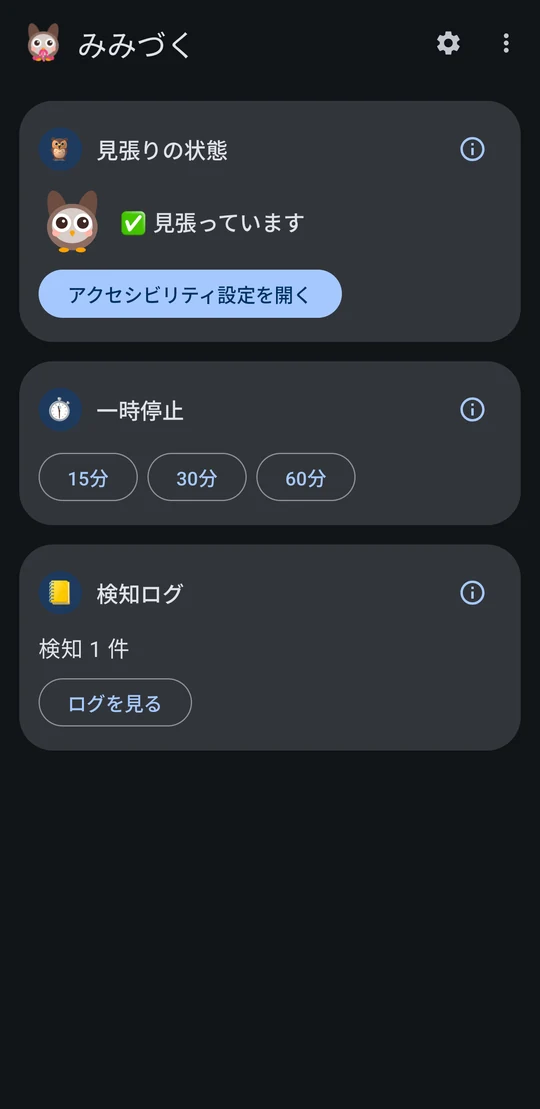 みみづく
見張りの状態
✅ 見張っています
アクセシビリティ設定を開く
一時停止
15分 30分 60分
検知ログ
検知 1 件
ログを見る